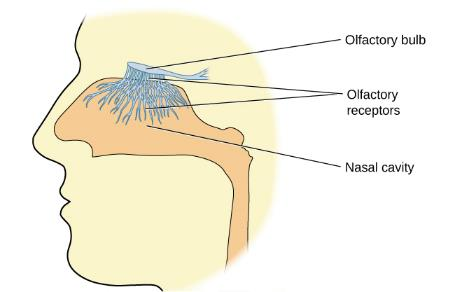 Olfactory bulb
Olfactory
receptors
Nasal cavity